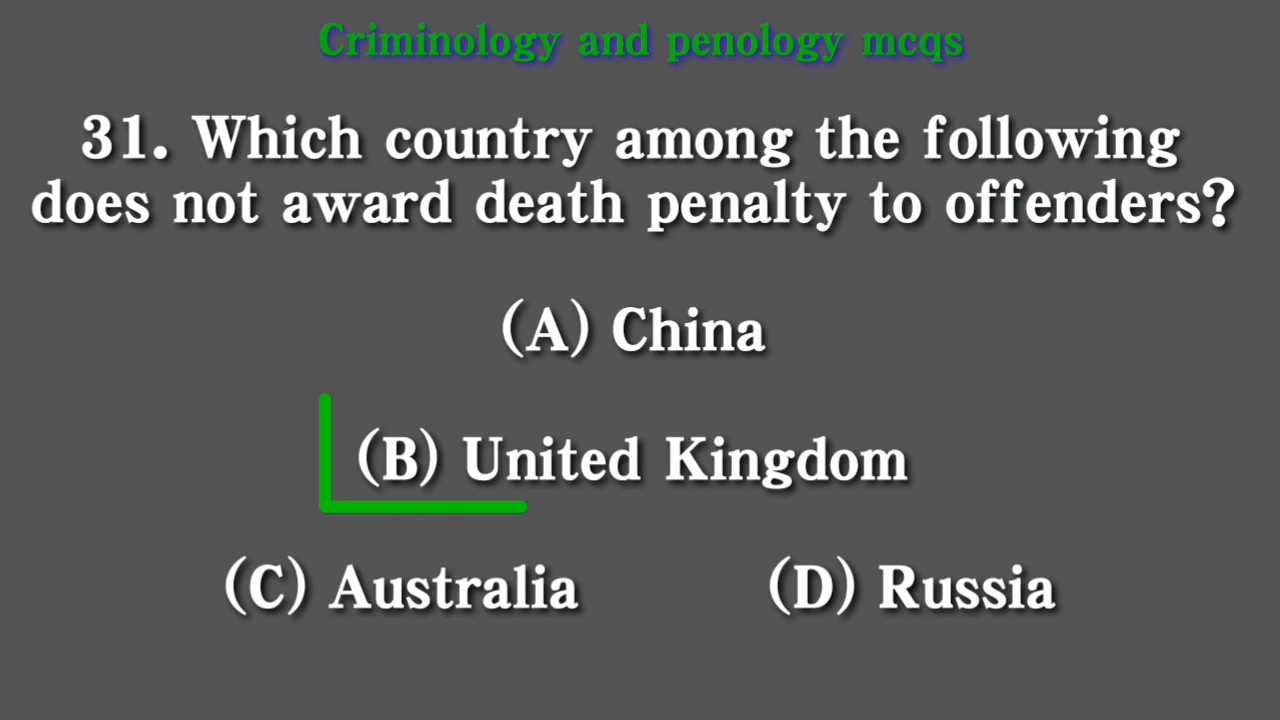 Criminology and penology mcqs
31. Which country among the following
does not award death penalty to offenders?
(A) China
(B) United Kingdom
(C) Australia (D) Russia